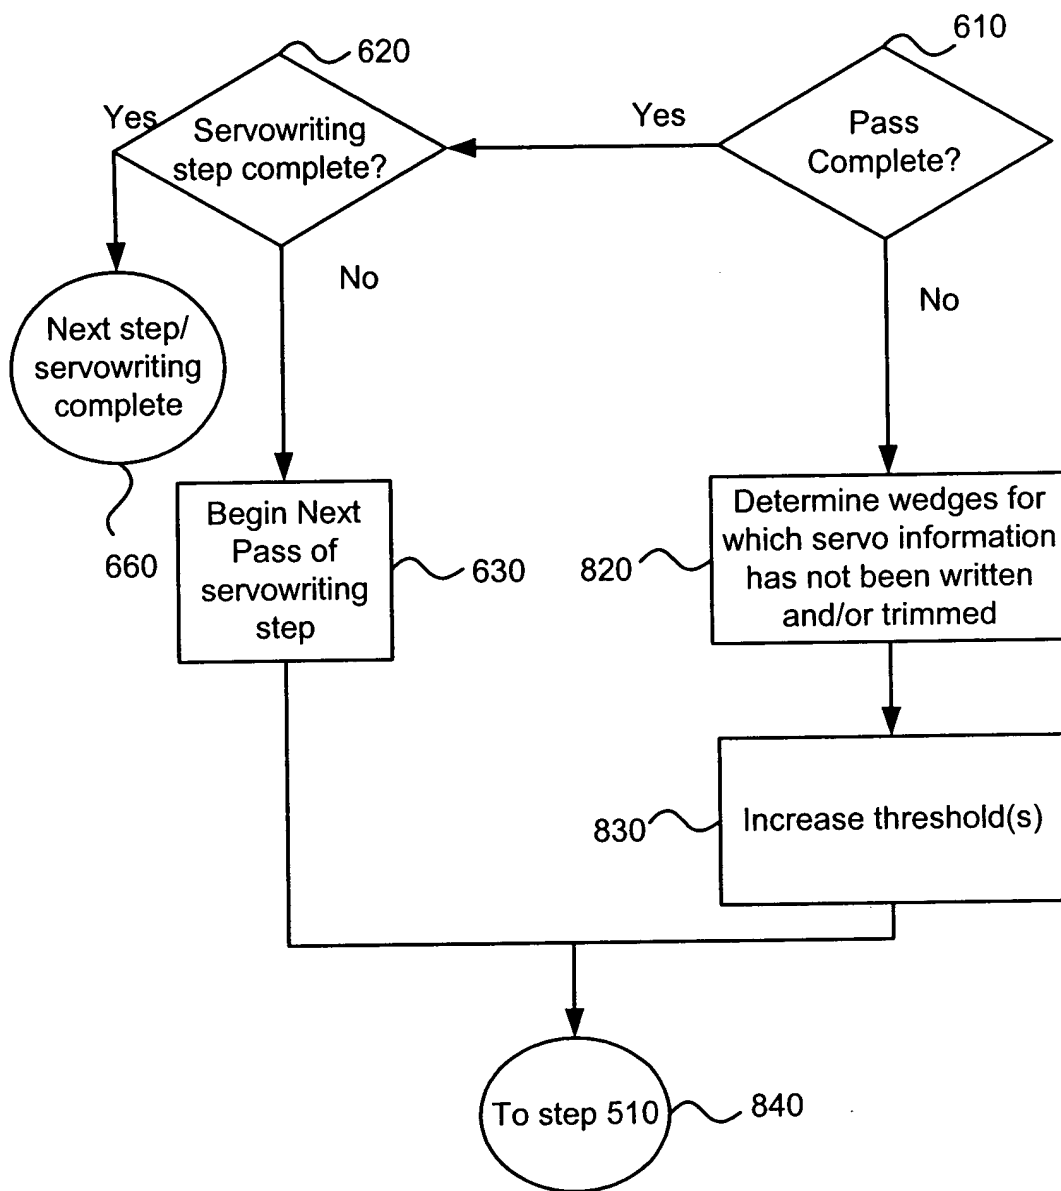 610
620
Yes
Yes
Servowriting
step complete?
Pass
Complete?
No
No
Next step/
servowriting
complete
660
Begin Next
Pass of
servowriting
step
630
820
Determine wedges for
which servo information
has not been written
and/or trimmed
830
Increase threshold(s)
To step 510
840